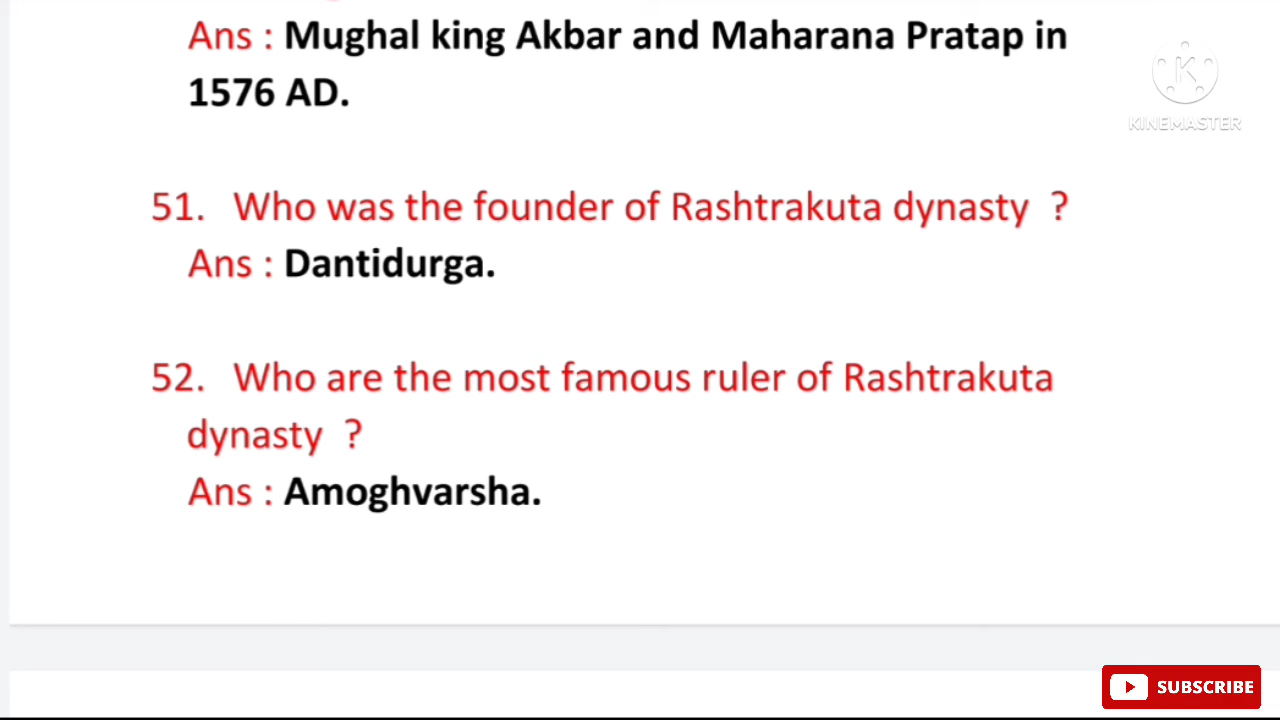 Ans : Mughal king Akbar and Maharana Pratap in
1576 AD.
KINEMASTER
51. Who was the founder of Rashtrakuta dynasty ?
Ans : Dantidurga.
52. Who are the most famous ruler of Rashtrakuta
dynasty ?
Ans : Amoghvarsha.
SUBSCRIBE